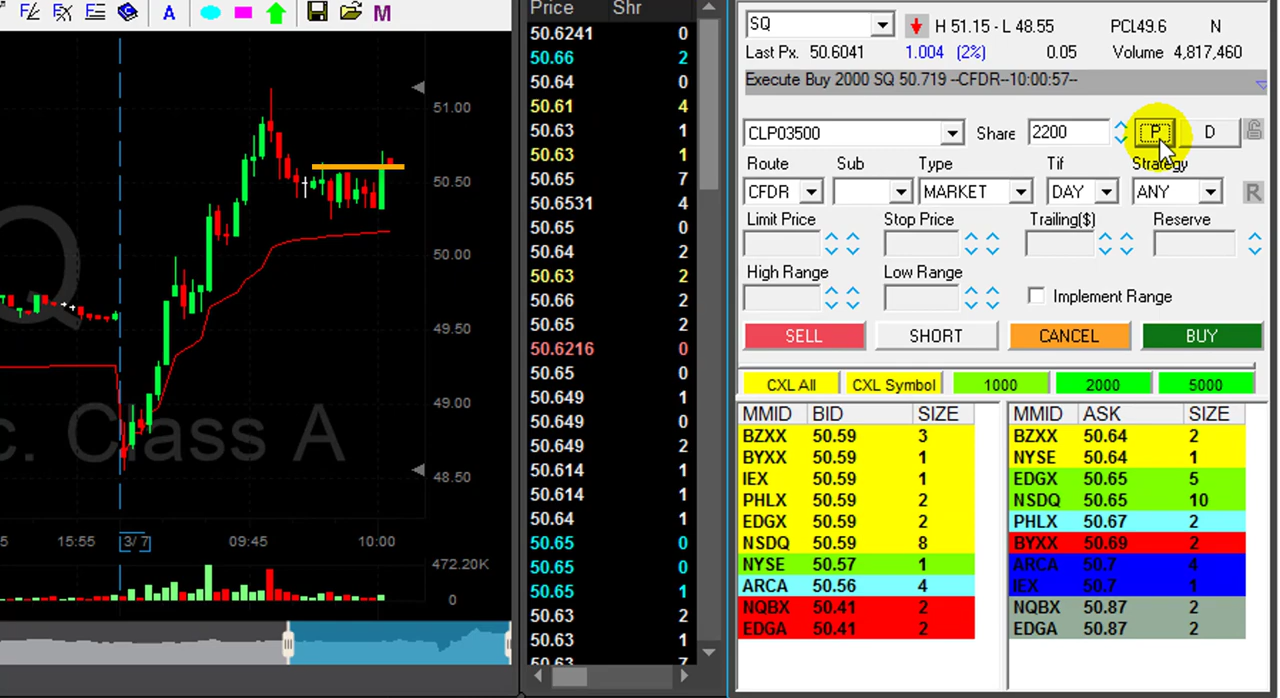 A M
Price Shr
50.6241 0
50.66 2
50.64 0
50.61 4
50.63 1
50.63 1
50.65 7
50.6531 4
50.65 0
50.64 2
50.63 2
50.66 2
50.65 2
50.6216 0
50.65 0
50.649 1
50.649 0
50.649 2
50.614 1
50.614 1
50.64 1
50.65 0
50.65 0
50.65 1
50.63 2
50.63 1
50.63 7
51.00
50.50
50.00
49.50
49.00
48.50
Q
c. Class A
5 15:55 3/ 7 09:45 10:00
472.20K
0
SQ H 51.15 - L 48.55 PCL49.6 N
Last Px. 50.6041 1.004 (2%) 0.05 Volume 4,817,460
Execute Buy 2000 SQ 50.719 --CFDR--10:00:57--
CLP03500 Share 2200 P D
Route Sub Type Tif Strategy
CFDR MARKET DAY ANY R
Limit Price Stop Price Trailing($) Reserve
High Range Low Range
Implement Range
SELL SHORT CANCEL BUY
CXL All CXL Symbol 1000 2000 5000
MMID BID SIZE MMID ASK SIZE
BZXX 50.59 3 BZXX 50.64 2
BYXX 50.59 1 NYSE 50.64 1
IEX 50.59 1 EDGX 50.65 5
PHLX 50.59 2 NSDQ 50.65 10
EDGX 50.59 2 PHLX 50.67 2
NSDQ 50.59 8 BYXX 50.69 2
NYSE 50.57 1 ARCA 50.7 4
ARCA 50.56 4 IEX 50.7 1
NQBX 50.41 2 NQBX 50.87 2
EDGA 50.41 2 EDGA 50.87 2